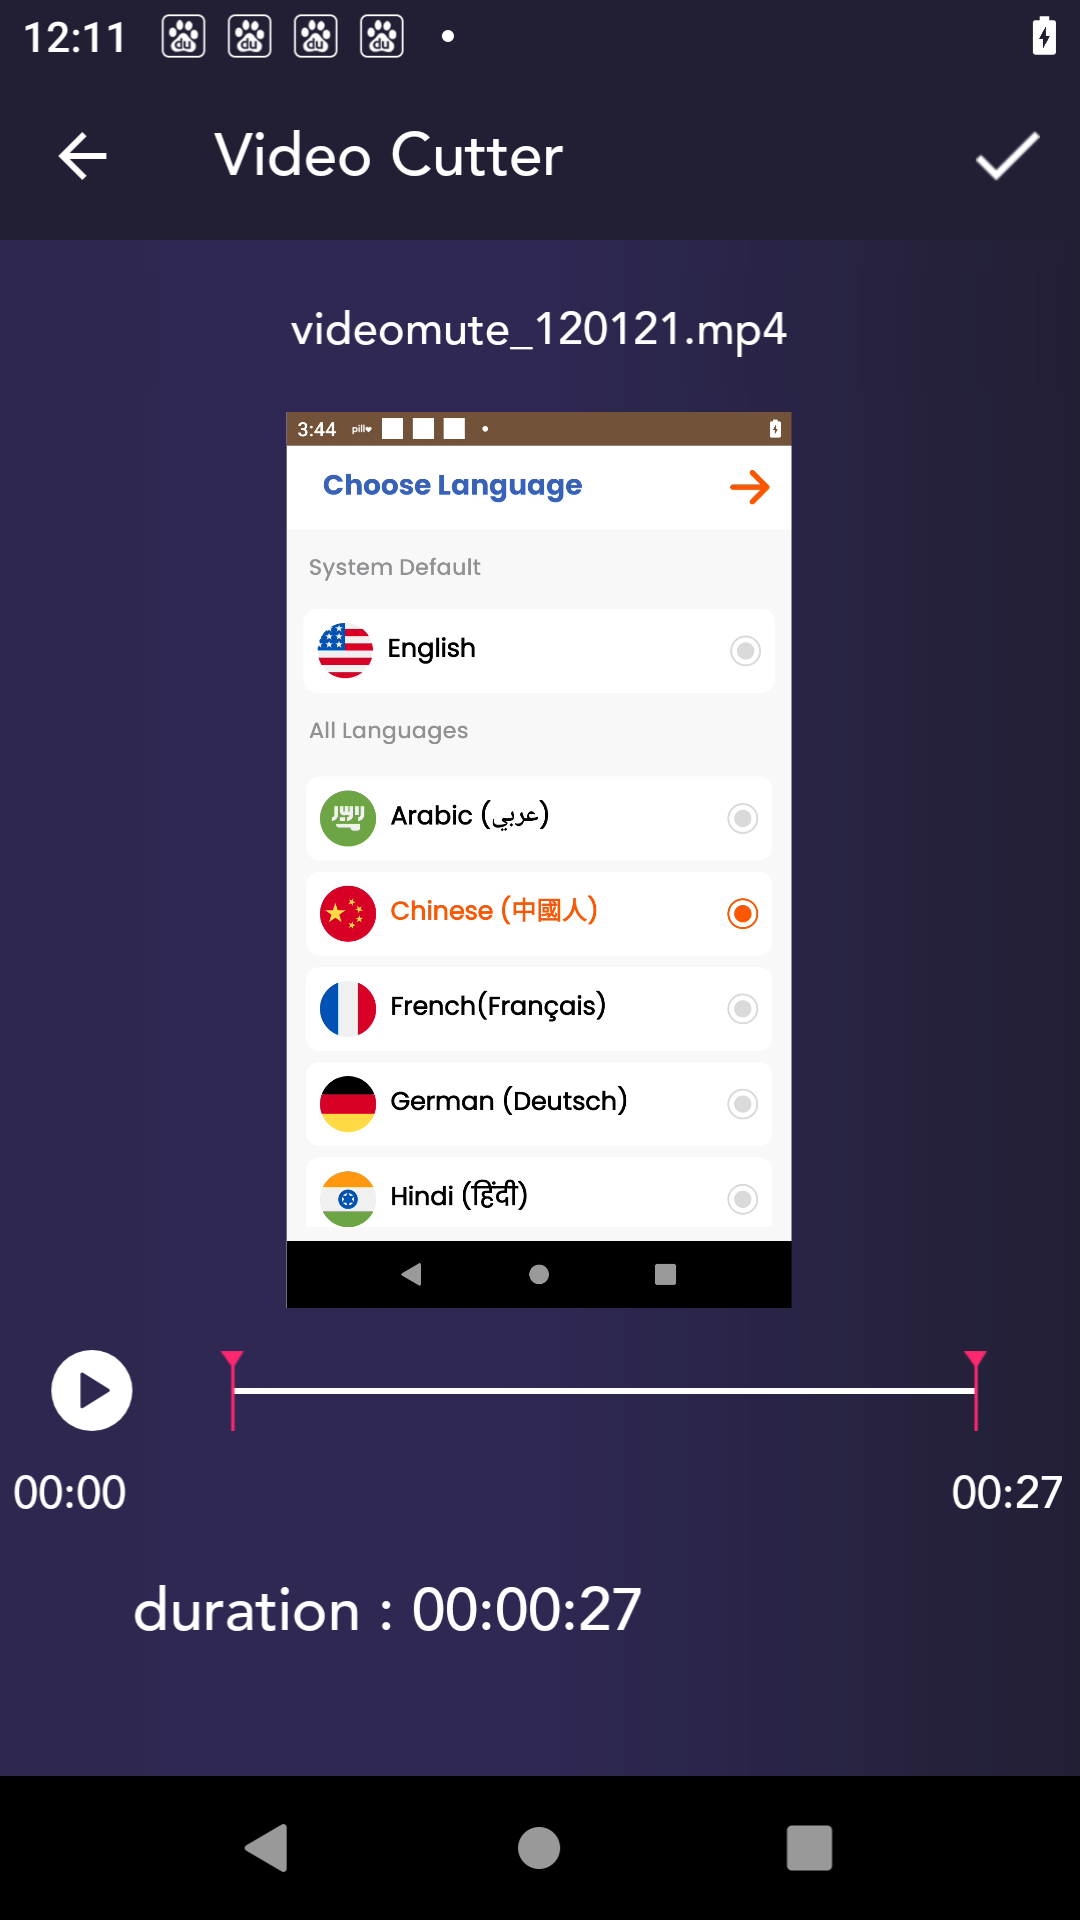 12:11
Video Cutter
videomute_120121.mp4
3:44 pill
Choose Language
System Default
English
All Languages
Arabic (عربي)
Chinese (中國人)
French(Français)
German (Deutsch)
Hindi (हिंदी)
00:00
00:27
duration : 00:00:27